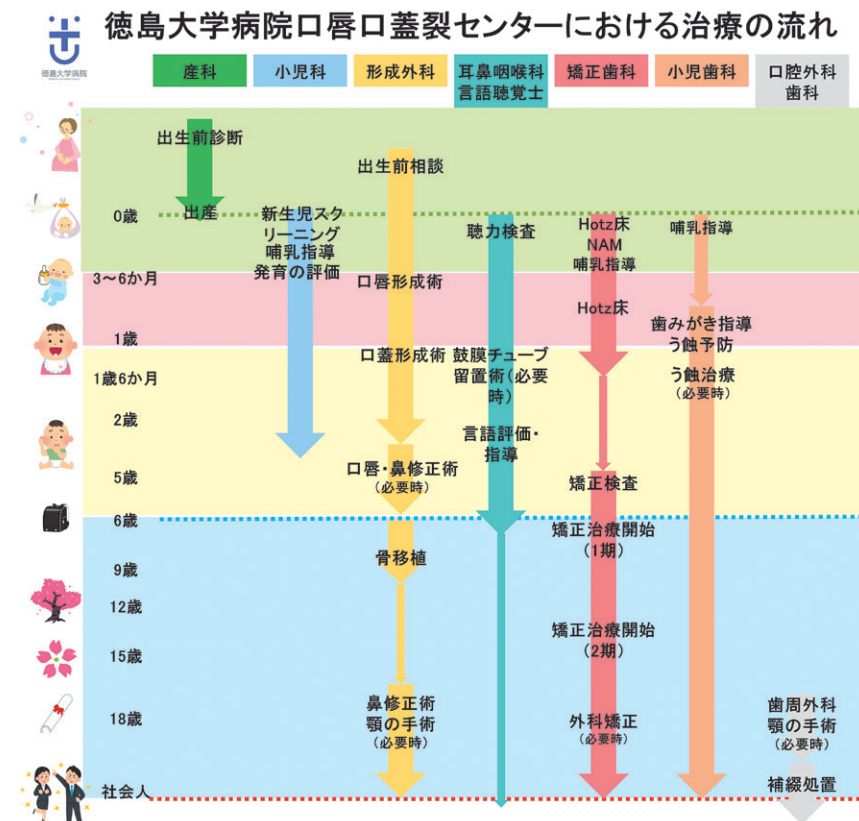 徳島大学病院口唇口蓋裂センターにおける治療の流れ
徳島大学病院
産科
小児科
形成外科
耳鼻咽喉科
言語聴覚士
矯正歯科
小児歯科
口腔外科
歯科
0歳
3〜6か月
1歳
1歳6か月
2歳
5歳
6歳
9歳
12歳
15歳
18歳
社会人
出生前診断
出産
新生児スク
リーニング
哺乳指導
発育の評価
出生前相談
口唇形成術
口蓋形成術
口唇・鼻修正術
(必要時)
骨移植
鼻修正術
顎の手術
(必要時)
聴力検査
鼓膜チューブ
留置術(必要
時)
言語評価・
指導
Hotz床
NAM
哺乳指導
Hotz床
矯正検査
矯正治療開始
(1期)
矯正治療開始
(2期)
外科矯正
(必要時)
哺乳指導
歯みがき指導
う蝕予防
う蝕治療
(必要時)
歯周外科
顎の手術
(必要時)
補綴処置